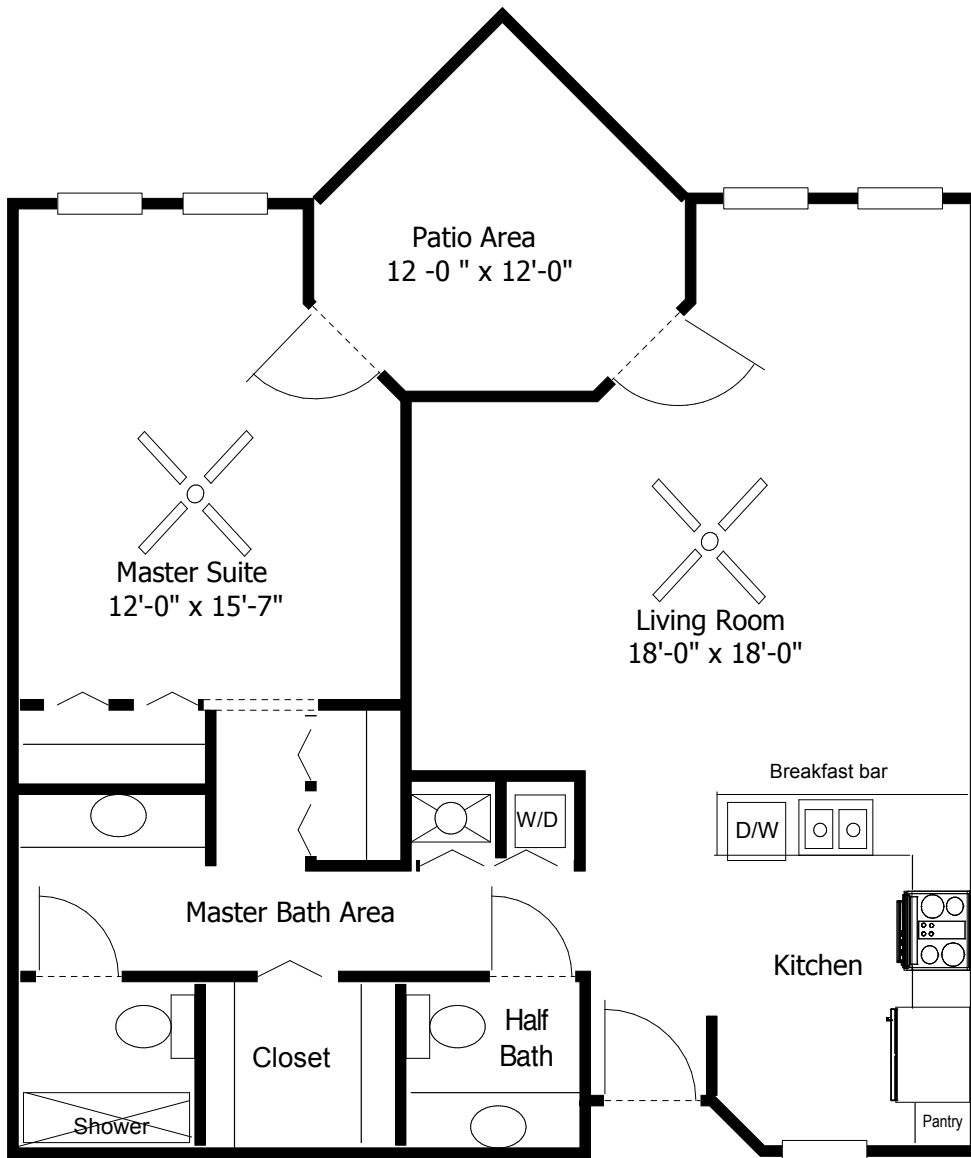 Patio Area
12 -0 " x 12'-0"
Master Suite
12'-0" x 15'-7"
Living Room
18'-0" x 18'-0"
Breakfast bar
W/D
D/W
Master Bath Area
Kitchen
Half
Bath
Closet
Shower
Pantry